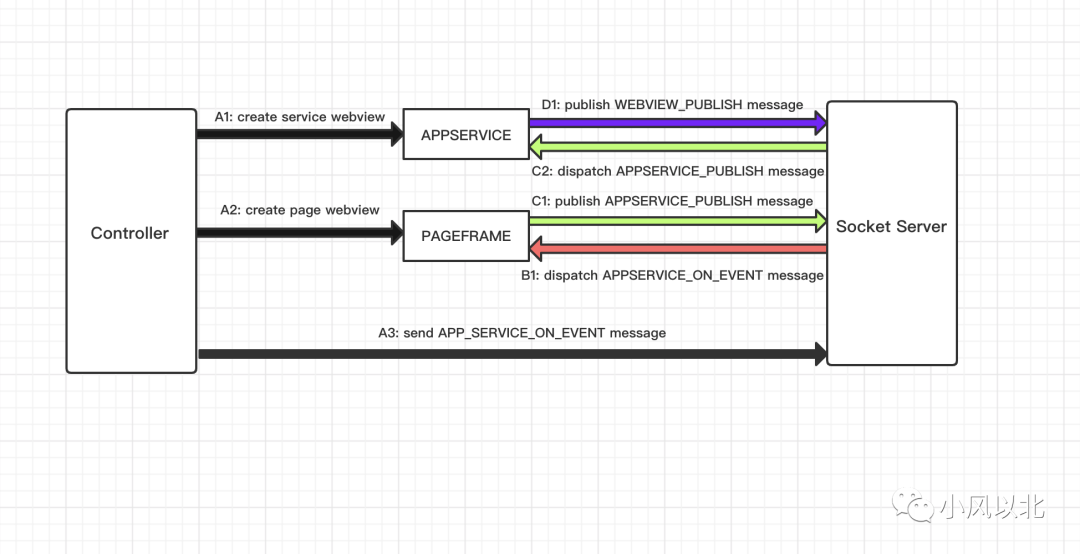 D1: publish WEBVIEW_PUBLISH message
A1: create service webview
APPSERVICE
C2: dispatch APPSERVICE_PUBLISH message
C1: publish APPSERVICE_PUBLISH message
A2: create page webview
Controller
PAGEFRAME
Socket Server
B1: dispatch APPSERVICE_ON_EVENT message
A3: send APP_SERVICE_ON_EVENT message
小风以北